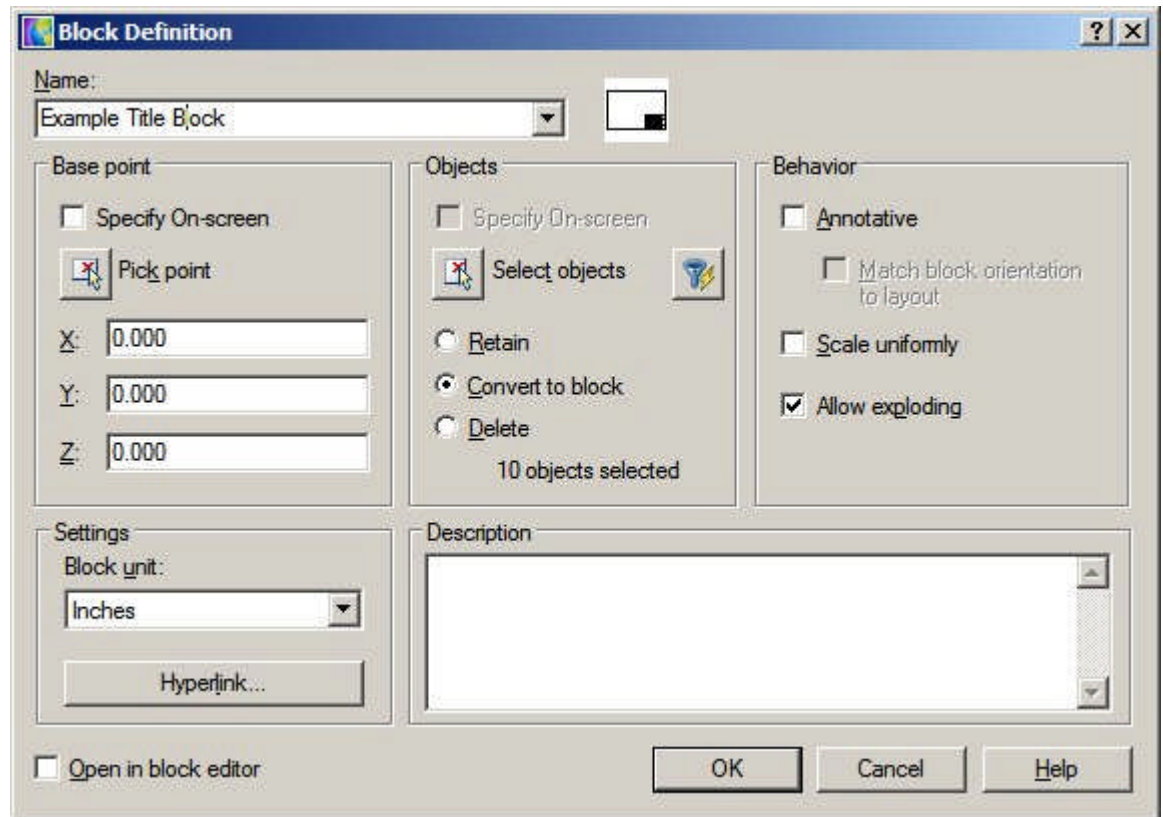 Block Definition
Name:
Example Title Block
Base point
Specify On-screen
Pick point
X: 0.000
Y: 0.000
Z: 0.000
Objects
Specify On-screen
Select objects
Retain
Convert to block
Delete
10 objects selected
Behavior
Annotative
Match block orientation
to layout
Scale uniformly
Allow exploding
Settings
Block unit:
Inches
Hyperlink...
Description
Open in block editor
OK
Cancel
Help